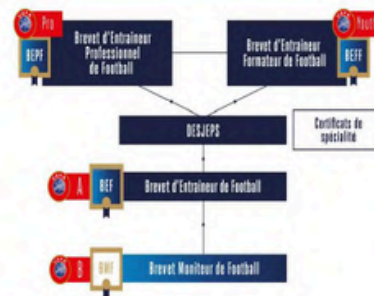 Pro
BEPF
Brevet d'Entraineur
Professionnel
de Football
Brevet d'Entraineur
Formateur de Football
Youth
BEFF
DESJEPS
Certificats de
spécialité
A
BEF
Brevet d'Entraineur de Football
B
BMF
Brevet Moniteur de Football